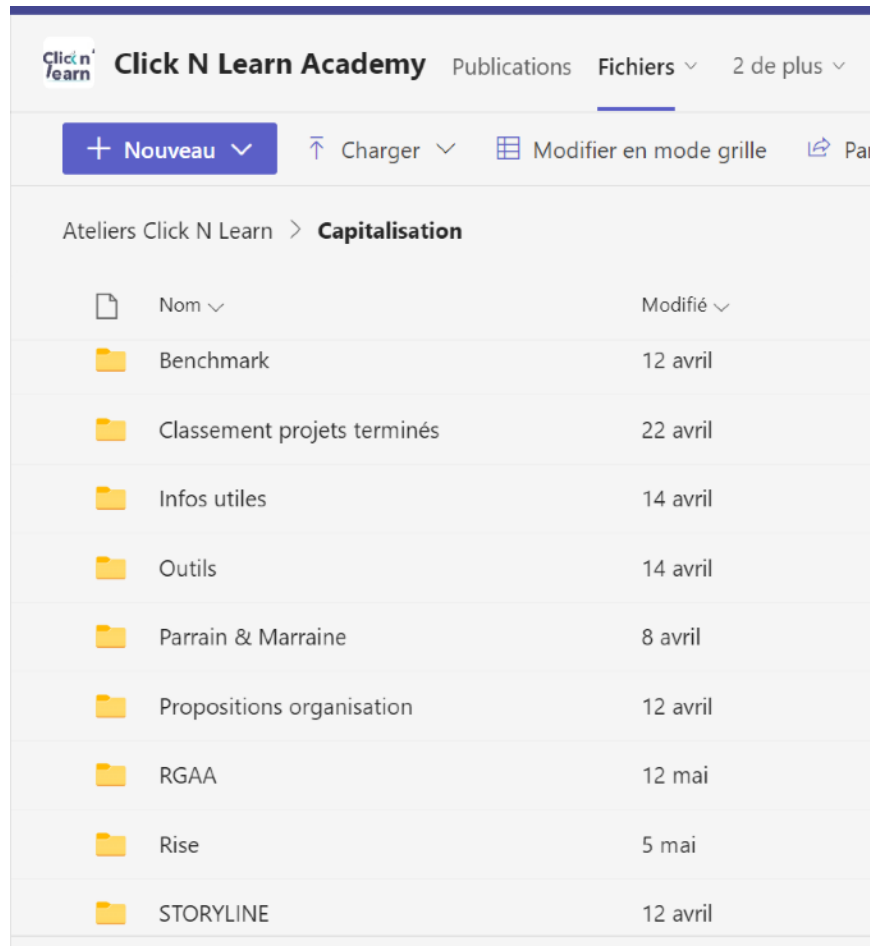 Click n'
learn
Click N Learn Academy Publications Fichiers 2 de plus
Nouveau Charger Modifier en mode grille Par
Ateliers Click N Learn > Capitalisation
Nom Modifié
Benchmark 12 avril
Classement projets terminés 22 avril
Infos utiles 14 avril
Outils 14 avril
Parrain & Marraine 8 avril
Propositions organisation 12 avril
RGAA 12 mai
Rise 5 mai
STORYLINE 12 avril